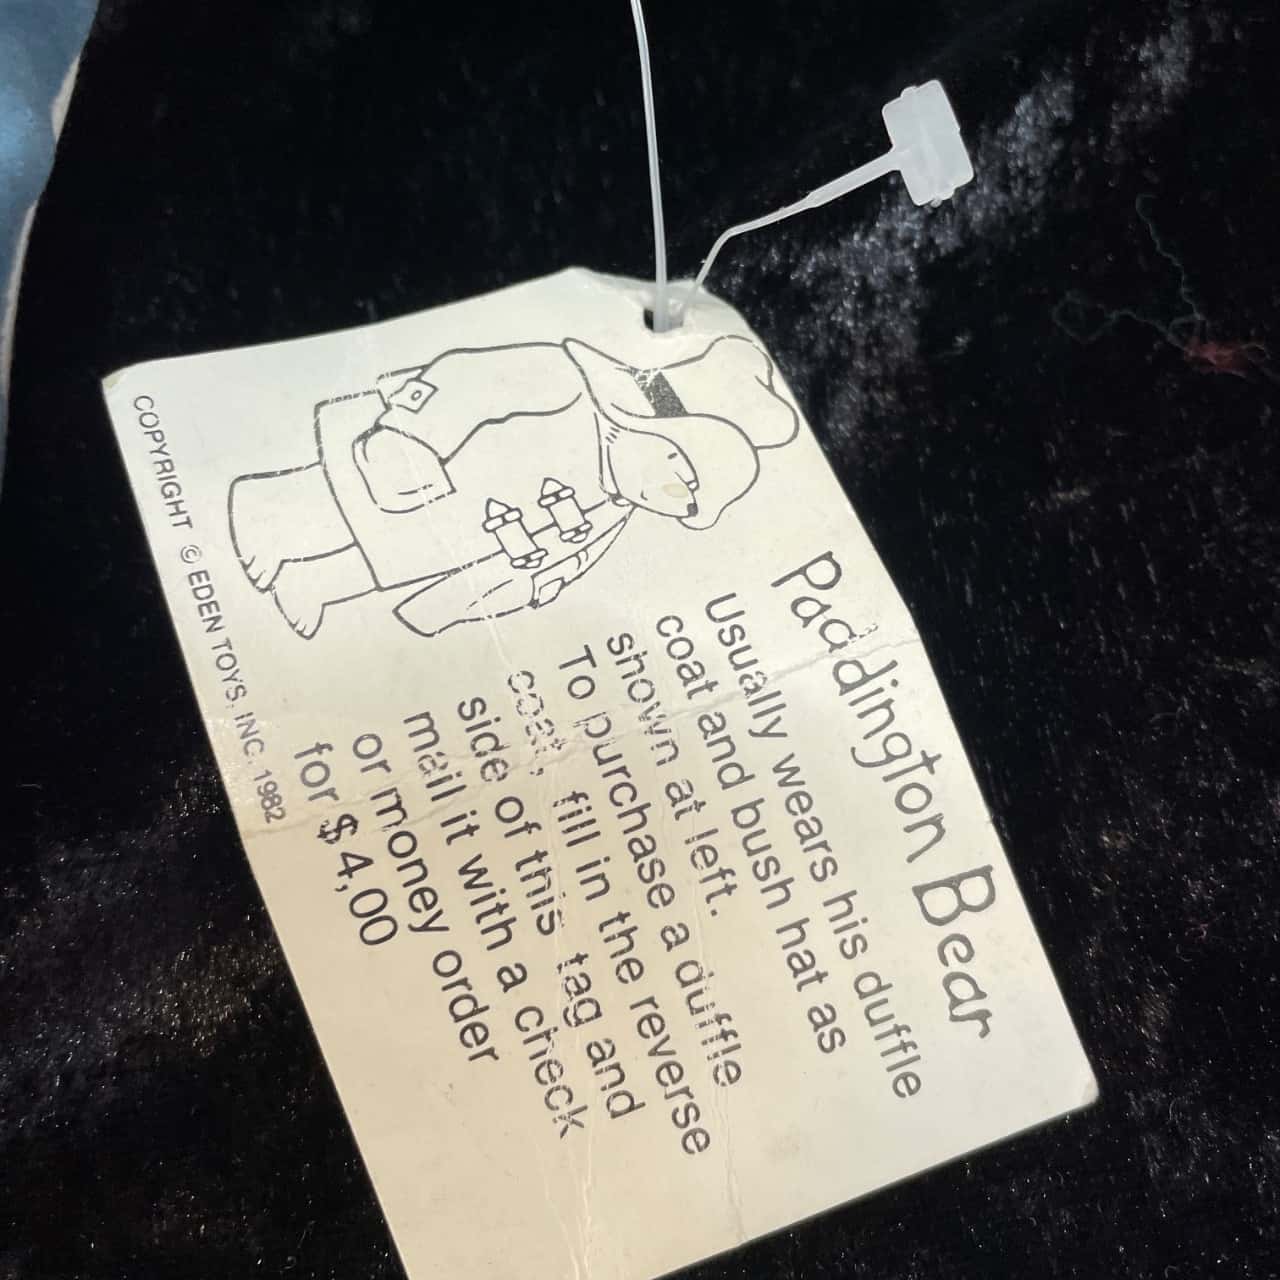 Paddington Bear
Usually wears his duffle
coat and bush hat as
shown at left.
To purchase a duffle
coat, fill in the reverse
side of this tag and
mail it with a check
or money order
for $4,00
COPYRIGHT © EDEN TOYS, INC. 1982